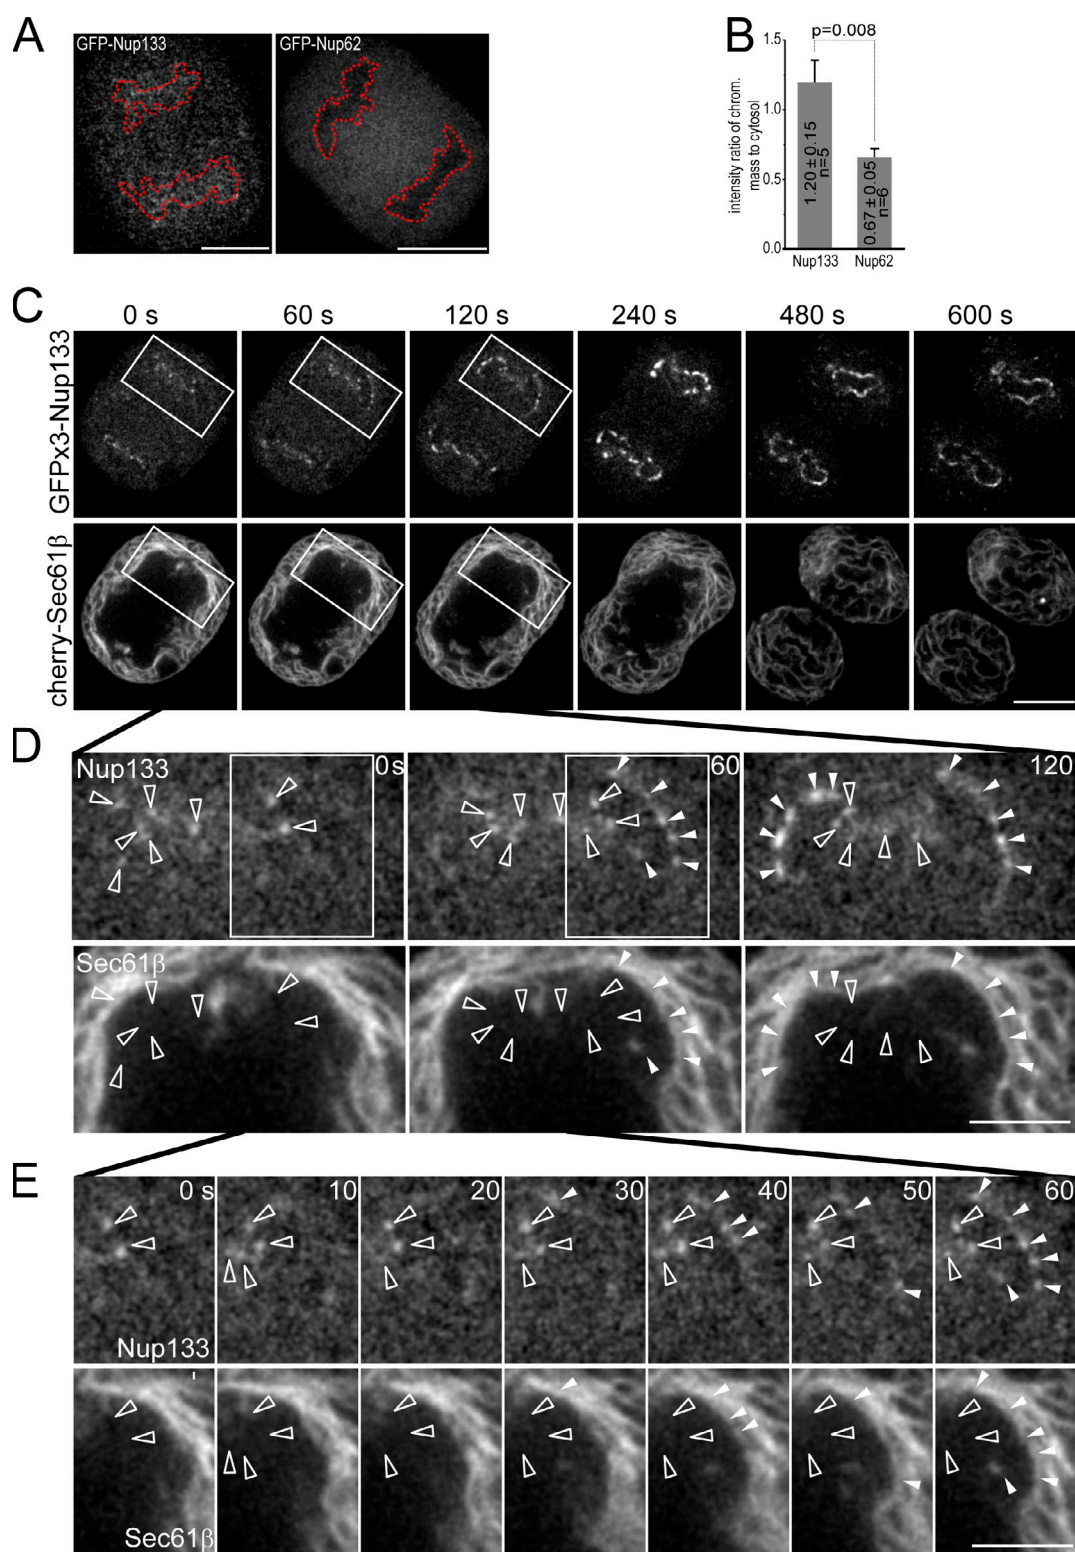 A
GFP-Nup133
GFP-Nup62
B
p=0.008
1.5
1.0
0.5
0.0
intensity ratio of chrom.
mass to cytosol
1.20±0.15
n=5
0.67±0.05
n=6
Nup133
Nup62
C
0 s
60 s
120 s
240 s
480 s
600 s
GFPx3-Nup133
cherry-Sec61β
D
Nup133
0s
60
120
Sec61β
E
0 s
10
20
30
40
50
60
Nup133
Sec61β